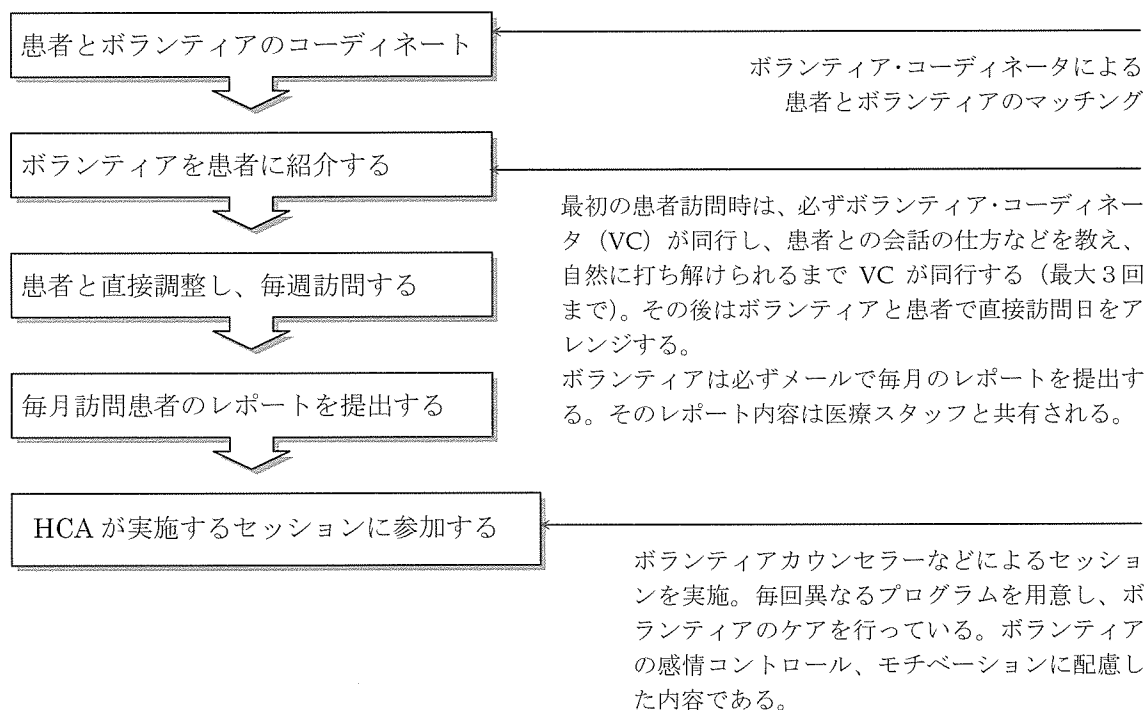 患者とボランティアのコーディネート
ボランティア・コーディネータによる
患者とボランティアのマッチング
ボランティアを患者に紹介する
最初の患者訪問時は、必ずボランティア・コーディネー
タ（VC）が同行し、患者との会話の仕方などを教え、
自然に打ち解けられるまで VC が同行する（最大３回
まで）。その後はボランティアと患者で直接訪問日をア
レンジする。
ボランティアは必ずメールで毎月のレポートを提出す
る。そのレポート内容は医療スタッフと共有される。
患者と直接調整し、毎週訪問する
毎月訪問患者のレポートを提出する
HCA が実施するセッションに参加する
ボランティアカウンセラーなどによるセッショ
ンを実施。毎回異なるプログラムを用意し、ボ
ランティアのケアを行っている。ボランティア
の感情コントロール、モチベーションに配慮し
た内容である。